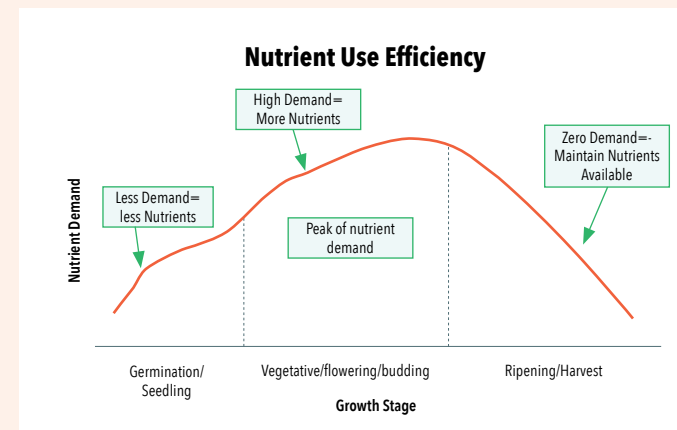 Nutrient Use Efficiency
High Demand=
More Nutrients
Zero Demand=-
Maintain Nutrients
Available
Less Demand=
less Nutrients
Peak of nutrient
demand
Nutrient Demand
Germination/
Seedling
Vegetative/flowering/budding
Ripening/Harvest
Growth Stage